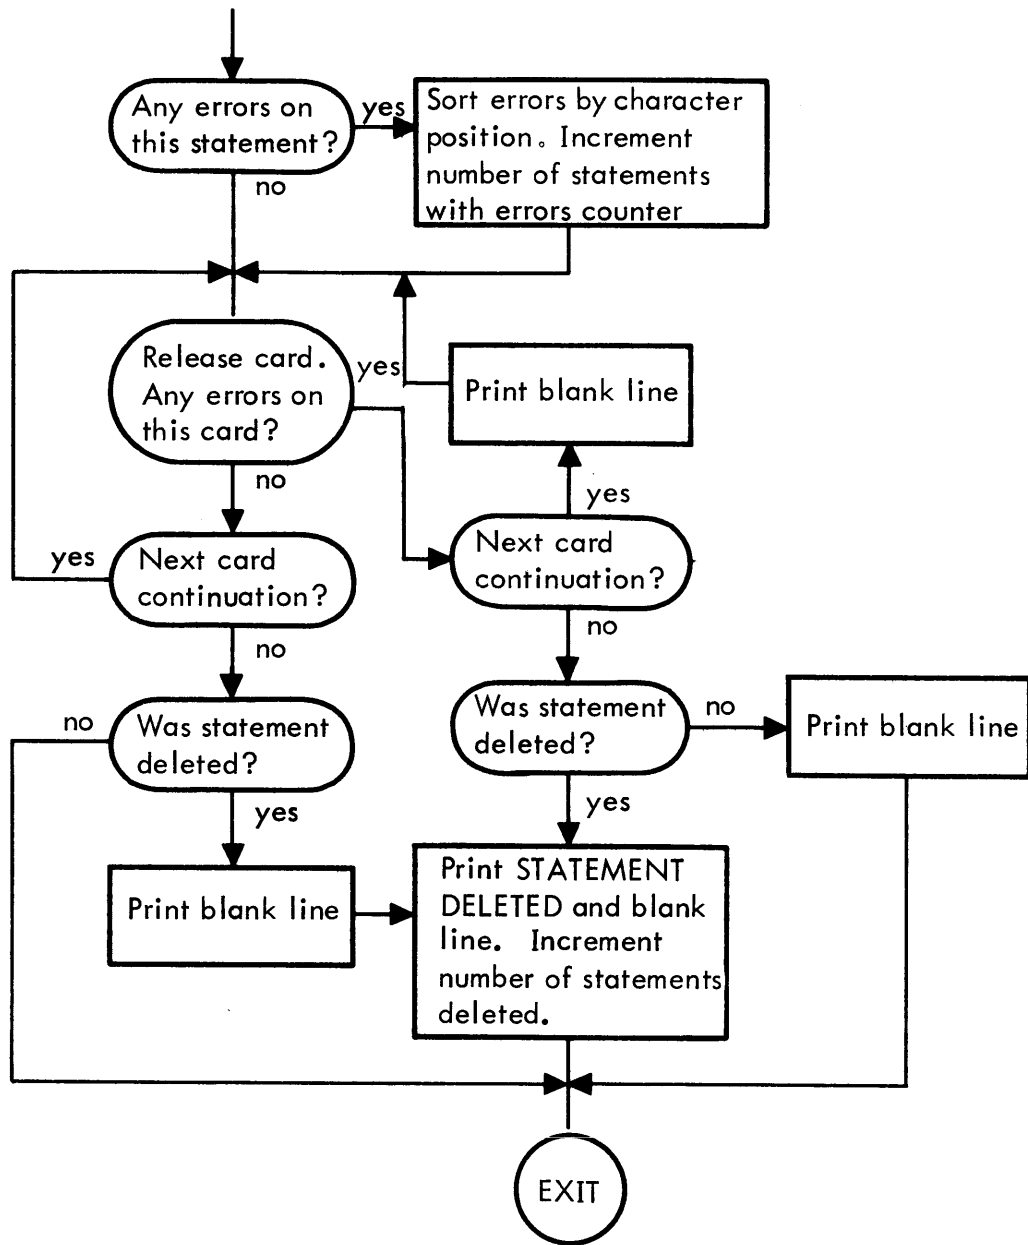 Any errors on
this statement?
yes
Sort errors by character
position. Increment
number of statements
with errors counter
no
Release card.
Any errors on
this card?
yes
Print blank line
no
yes
yes
Next card
continuation?
Next card
continuation?
no
no
no
Was statement
deleted?
Was statement
deleted?
no
Print blank line
yes
yes
Print blank line
Print STATEMENT
DELETED and blank
line. Increment
number of statements
deleted.
EXIT